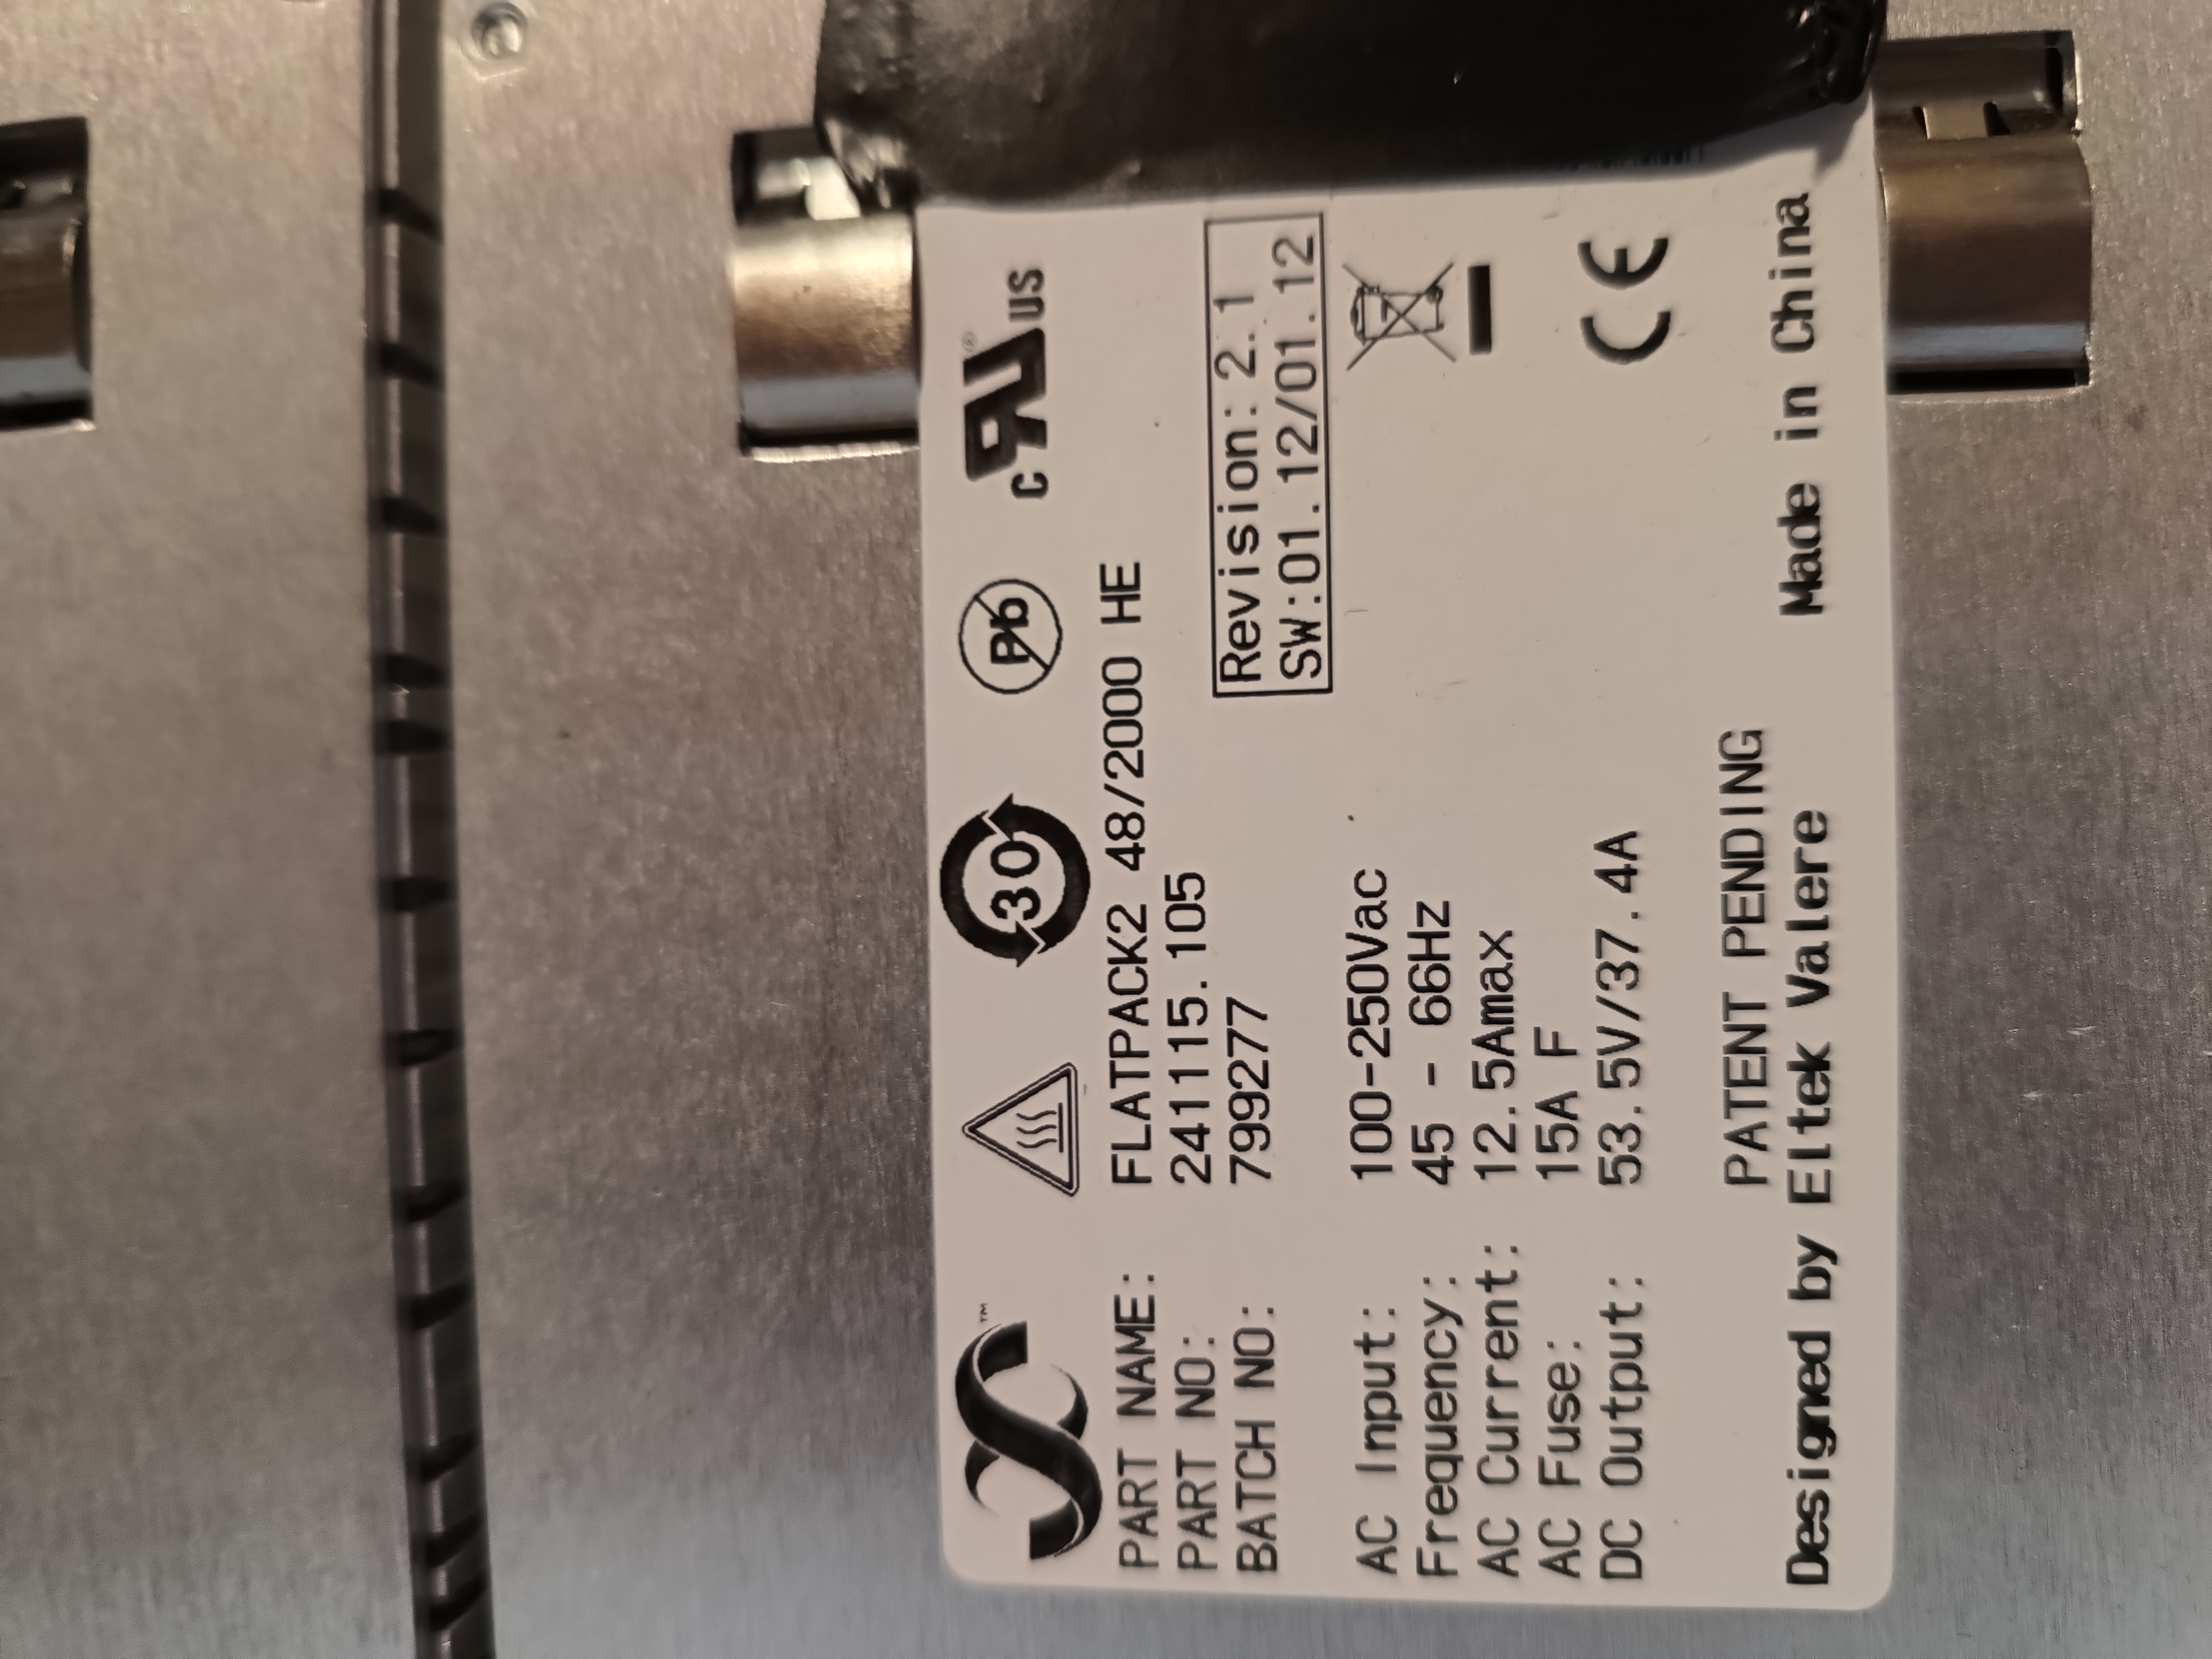 ™
30
Pb
c RU® US
PART NAME: FLATPACK2 48/2000 HE
PART NO: 241115.105
BATCH NO: 799277
Revision: 2.1
SW:01.12/01.12
AC Input: 100-250Vac
Frequency: 45 - 66Hz
AC Current: 12.5Amax
AC Fuse: 15A F
DC Output: 53.5V/37.4A
CE
PATENT PENDING
Designed by Eltek Valere Made in China